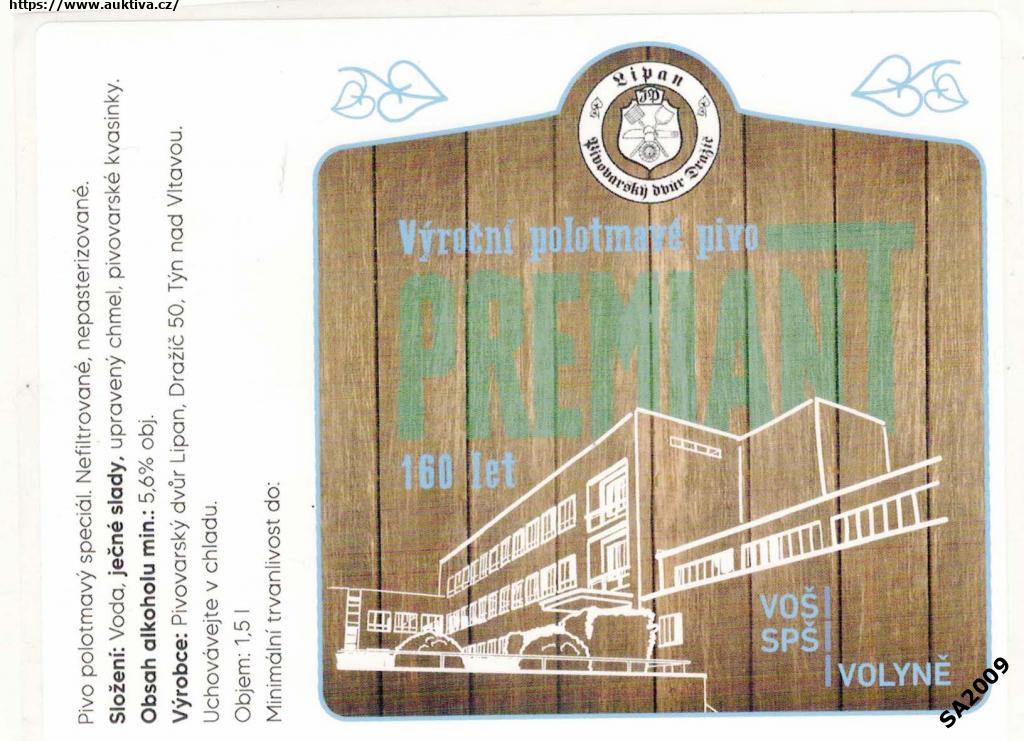 https://www.auktiva.cz/
Pivo polotmavý speciál. Nefiltrované, nepasterizované.
Složení: Voda, ječné slady, upravený chmel, pivovarské kvasinky.
Obsah alkoholu min.: 5,6% obj.
Výrobce: Pivovarský dvůr Lipan, Dražíč 50, Týn nad Vltavou.
Uchovávejte v chladu.
Objem: 1,5 l
Minimální trvanlivost do:
Lipan
JP
Pivovarský dvůr Dražíč
Výroční polotmavé pivo
PREMIANT
160 let
VOŠ
SPŠ
VOLYNĚ
SA2009